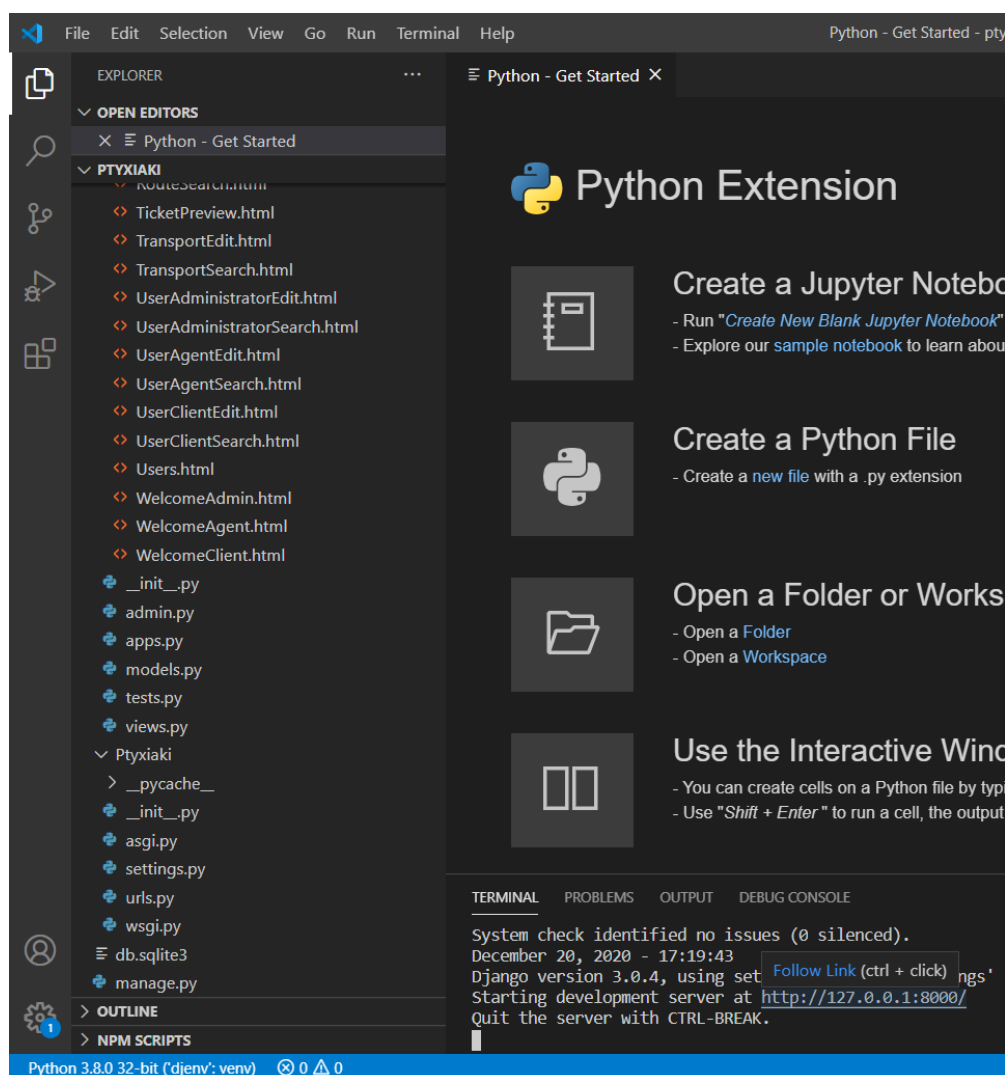 File Edit Selection View Go Run Terminal Help Python - Get Started - pty
EXPLORER
OPEN EDITORS
Python - Get Started
PTYXIAKI
RouteSearch.html
TicketPreview.html
TransportEdit.html
TransportSearch.html
UserAdministratorEdit.html
UserAdministratorSearch.html
UserAgentEdit.html
UserAgentSearch.html
UserClientEdit.html
UserClientSearch.html
Users.html
WelcomeAdmin.html
WelcomeAgent.html
WelcomeClient.html
__init__.py
admin.py
apps.py
models.py
tests.py
views.py
Ptyxiaki
__pycache__
__init__.py
asgi.py
settings.py
urls.py
wsgi.py
db.sqlite3
manage.py
OUTLINE
NPM SCRIPTS
1
Python - Get Started
Python Extension
Create a Jupyter Notebo
- Run "Create New Blank Jupyter Notebook"
- Explore our sample notebook to learn abou
Create a Python File
- Create a new file with a .py extension
Open a Folder or Works
- Open a Folder
- Open a Workspace
Use the Interactive Wind
- You can create cells on a Python file by typi
- Use "Shift + Enter " to run a cell, the output
TERMINAL PROBLEMS OUTPUT DEBUG CONSOLE
System check identified no issues (0 silenced).
December 20, 2020 - 17:19:43
Django version 3.0.4, using set ngs'
Follow Link (ctrl + click)
Starting development server at http://127.0.0.1:8000/
Quit the server with CTRL-BREAK.
Python 3.8.0 32-bit ('djenv': venv) 0 0